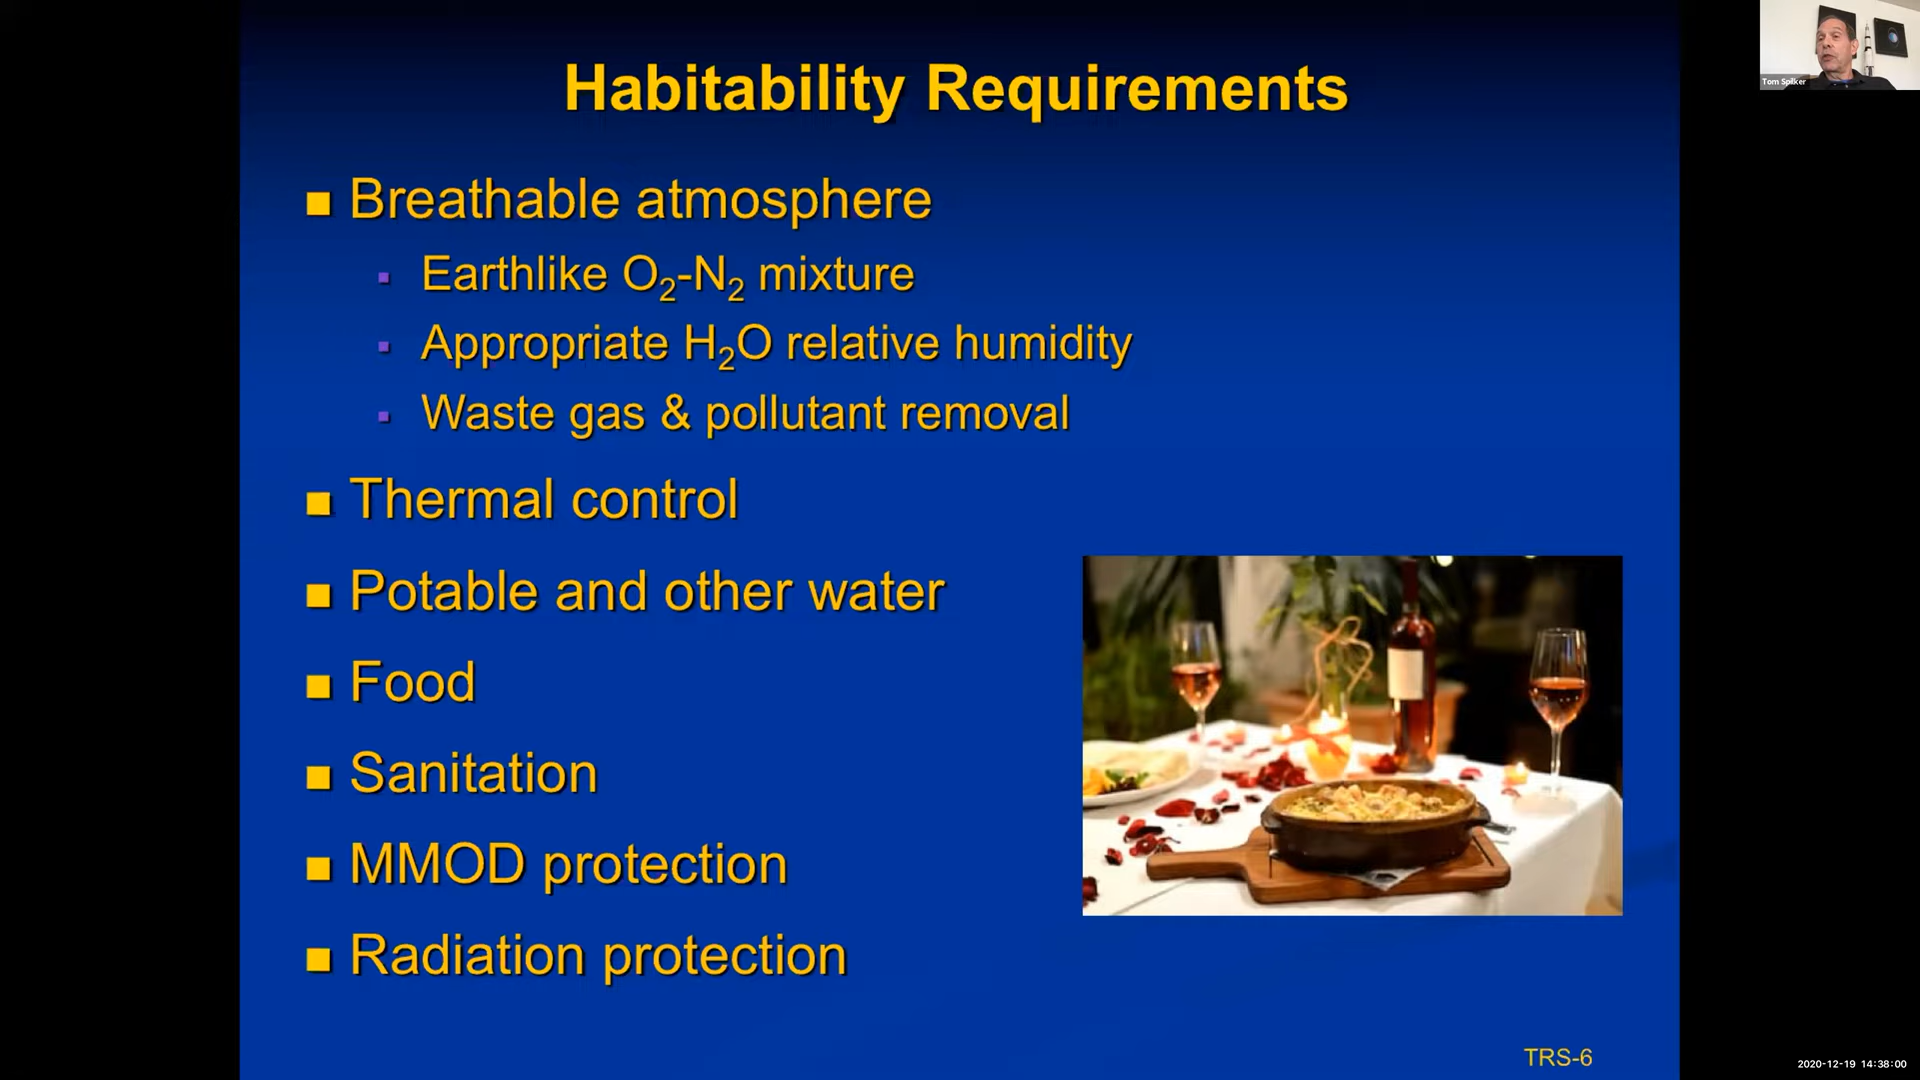 Habitability Requirements
Breathable atmosphere
Earthlike O₂-N₂ mixture
Appropriate H₂O relative humidity
Waste gas & pollutant removal
Thermal control
Potable and other water
Food
Sanitation
MMOD protection
Radiation protection
TRS-6
Tom Spilker
2020-12-19 14:38:00